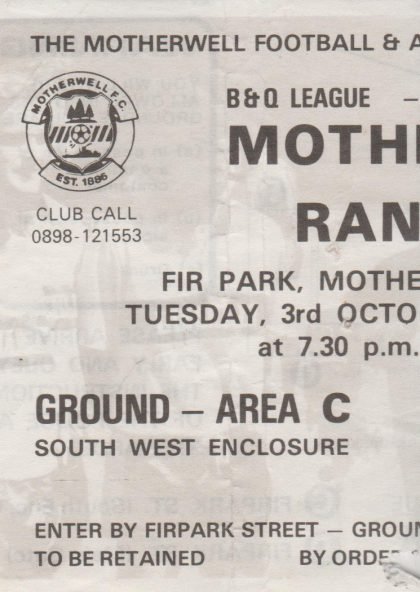 THE MOTHERWELL FOOTBALL & A
MOTHERWELL F.C.
EST. 1886
CLUB CALL
0898-121553
B&Q LEAGUE —
MOTH
RAN
FIR PARK, MOTHE
TUESDAY, 3rd OCTO
at 7.30 p.m.
GROUND — AREA C
SOUTH WEST ENCLOSURE
ENTER BY FIRPARK STREET — GROUN
TO BE RETAINED BY ORDE